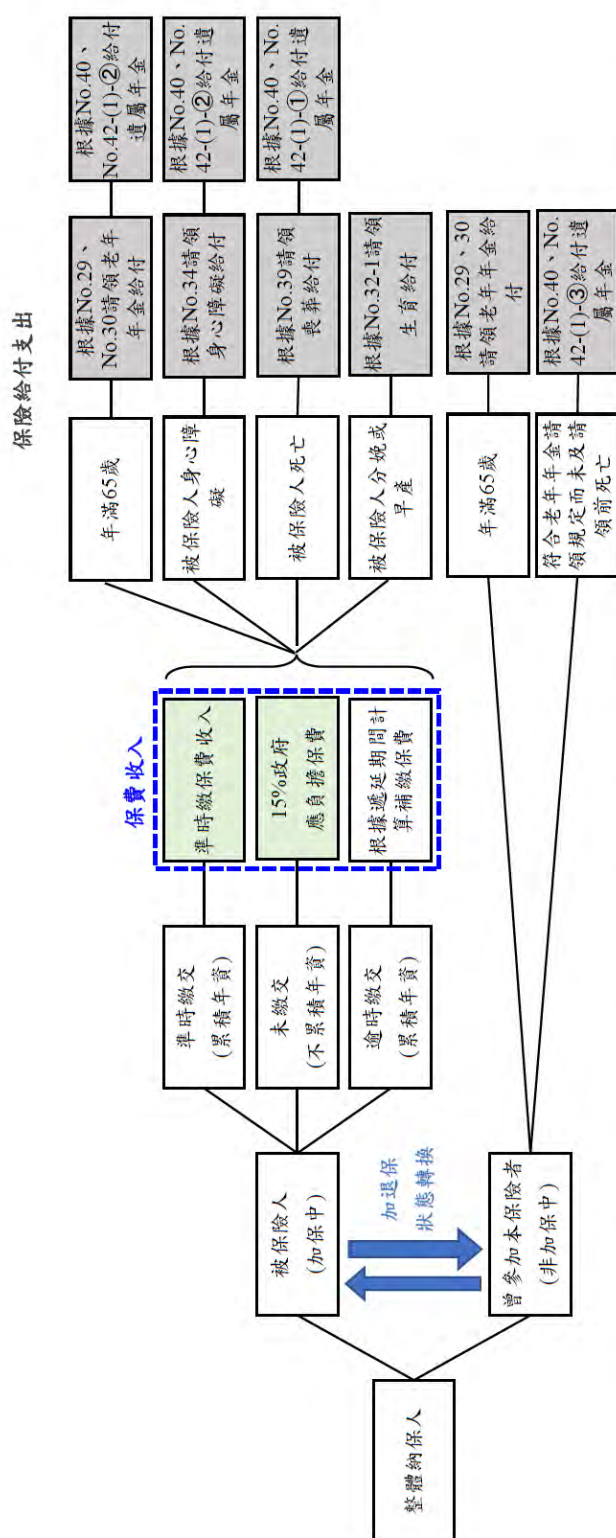 保險給付支出
保費收入
整體納保人
被保險人
(加保中)
加退保
狀態轉換
曾參加本保險者
(非加保中)
準時繳交
(累積年資)
未繳交
(不累積年資)
逾時繳交
(累積年資)
準時繳保費收入
15%政府
應負擔保費
根據遞延期間計
算補繳保費
年滿65歲
根據No.29、
No.30請領老年
年金給付
根據No.40、
No.42-(1)-②給付
遺屬年金
被保險人身心障
礙
根據No.34請領
身心障礙給付
根據No.40、No.
42-(1)-②給付遺
屬年金
被保險人死亡
根據No.39請領
喪葬給付
根據No.40、No.
42-(1)-①給付遺
屬年金
被保險人分娩或
早產
根據No.32-1請領
生育給付
年滿65歲
根據No.29、30
請領老年年金給
付
符合老年年金請
領規定而未及請
領前死亡
根據No.40、No.
42-(1)-③給付遺
屬年金